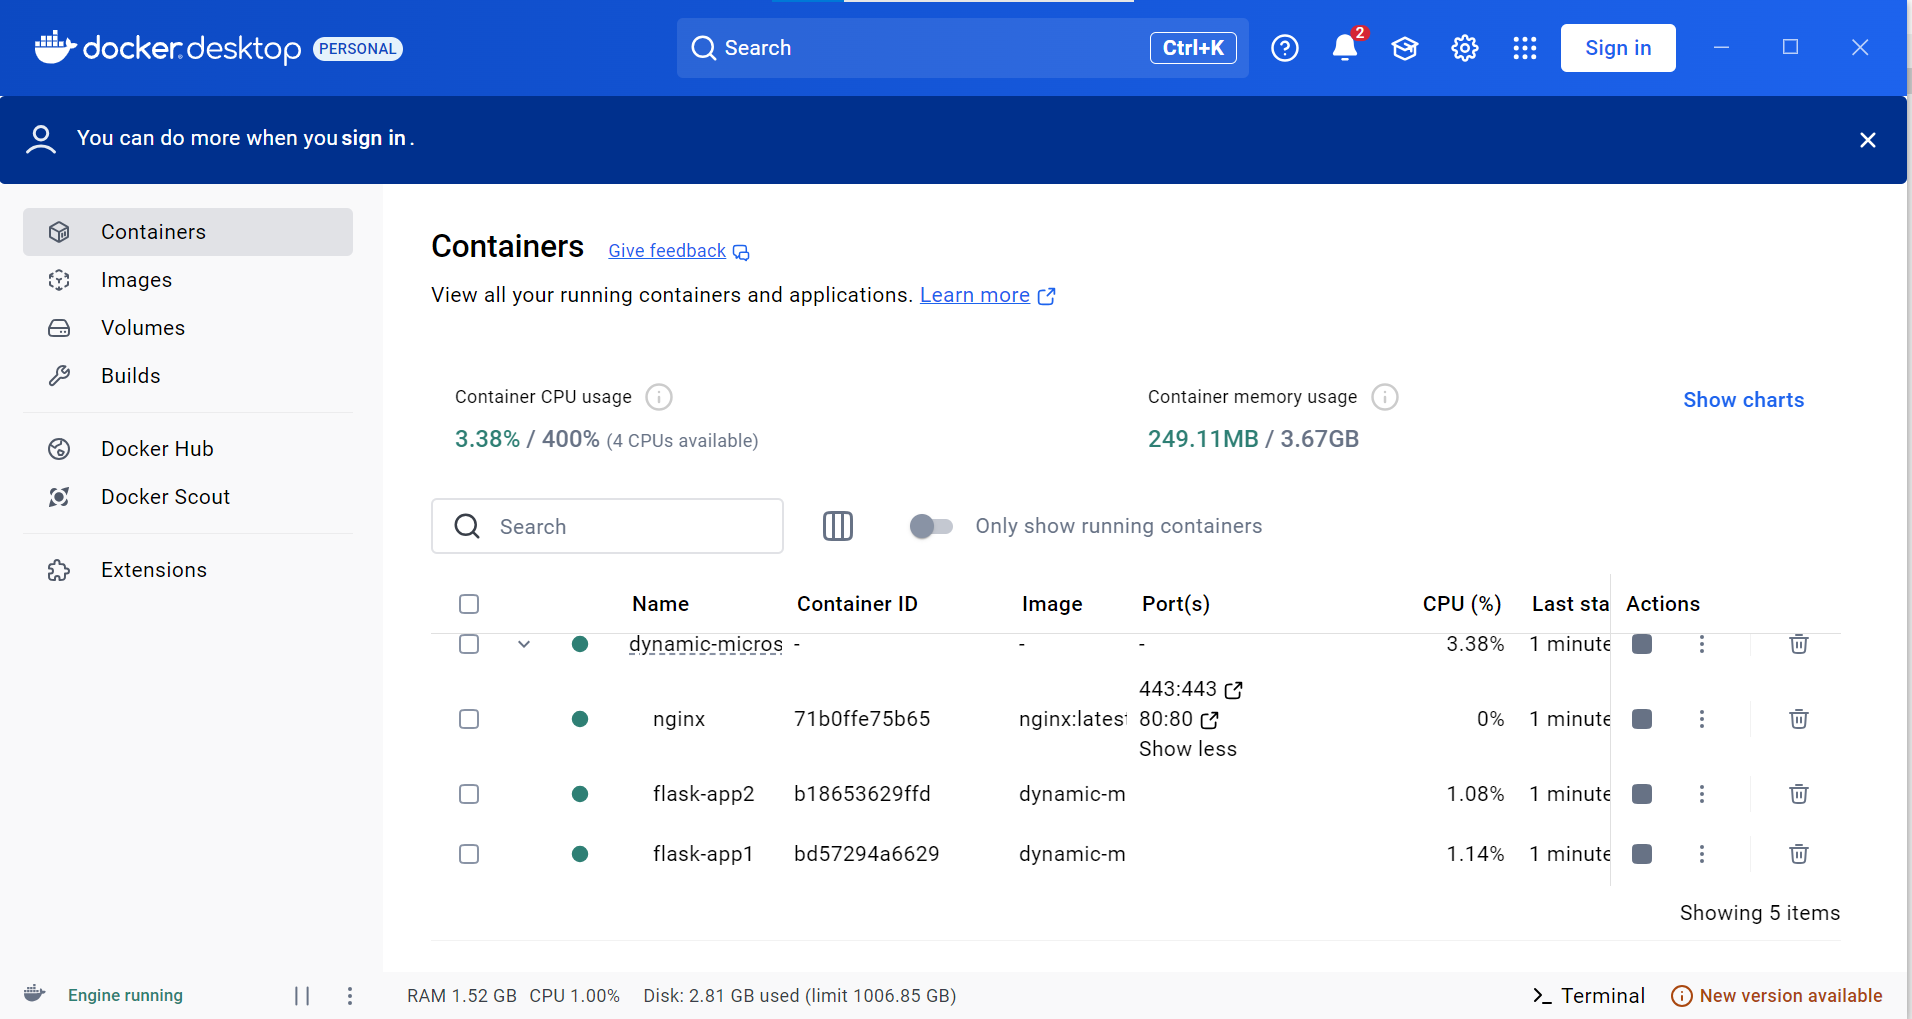 docker desktop PERSONAL
Search Ctrl+K
2
Sign in
You can do more when you sign in.
Containers
Images
Volumes
Builds
Docker Hub
Docker Scout
Extensions
Containers Give feedback
View all your running containers and applications. Learn more
Container CPU usage
3.38% / 400% (4 CPUs available)
Container memory usage
249.11MB / 3.67GB
Show charts
Search
Only show running containers
Name Container ID Image Port(s) CPU (%) Last sta Actions
dynamic-micros - - - 3.38% 1 minute
nginx 71b0ffe75b65 nginx:latest 443:443
80:80
Show less 0% 1 minute
flask-app2 b18653629ffd dynamic-m 1.08% 1 minute
flask-app1 bd57294a6629 dynamic-m 1.14% 1 minute
Showing 5 items
Engine running
RAM 1.52 GB CPU 1.00% Disk: 2.81 GB used (limit 1006.85 GB)
>_ Terminal
New version available